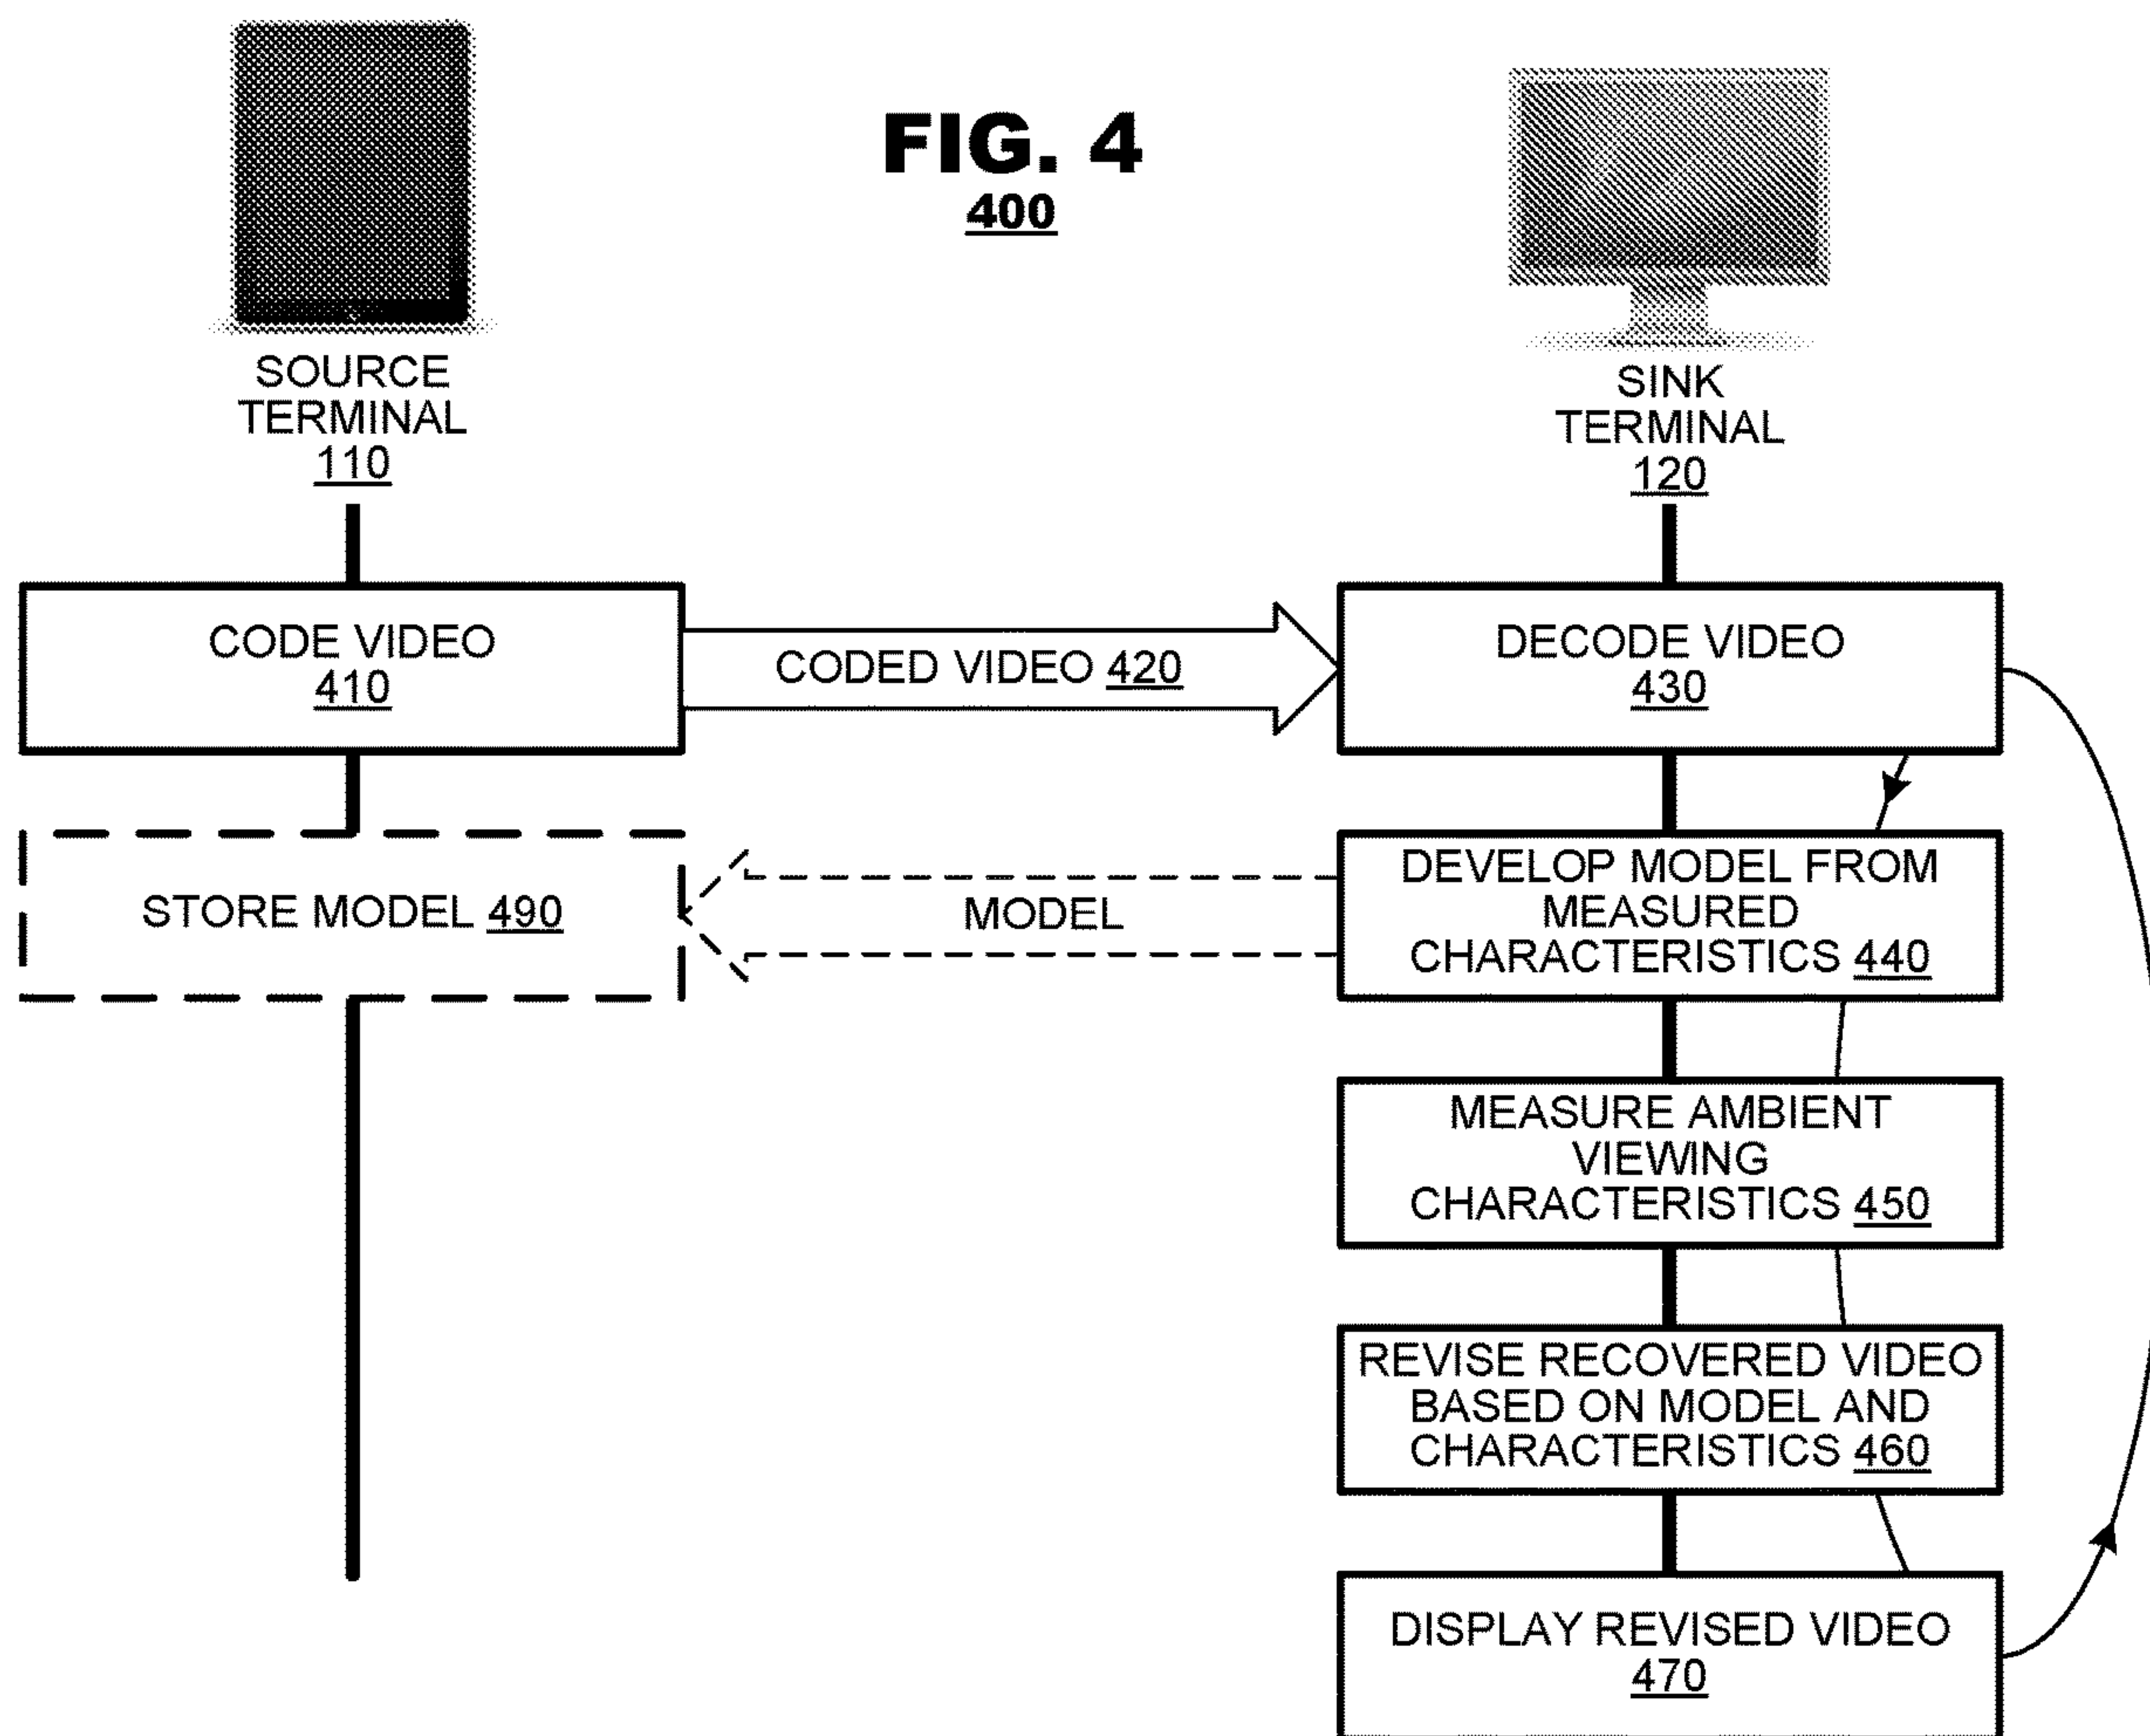 FIG. 4
400
SOURCE
TERMINAL
110
SINK
TERMINAL
120
CODE VIDEO
410
CODED VIDEO 420
DECODE VIDEO
430
STORE MODEL 490
MODEL
DEVELOP MODEL FROM
MEASURED
CHARACTERISTICS 440
MEASURE AMBIENT
VIEWING
CHARACTERISTICS 450
REVISE RECOVERED VIDEO
BASED ON MODEL AND
CHARACTERISTICS 460
DISPLAY REVISED VIDEO
470